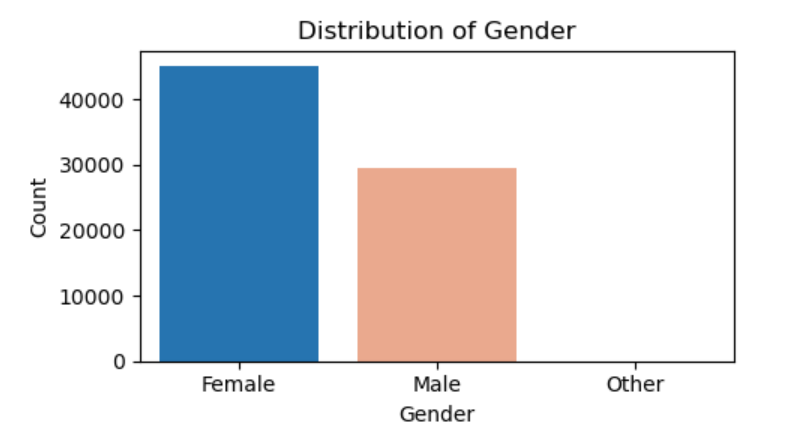 Distribution of Gender
Count
40000
30000
20000
10000
0
Female Male Other
Gender